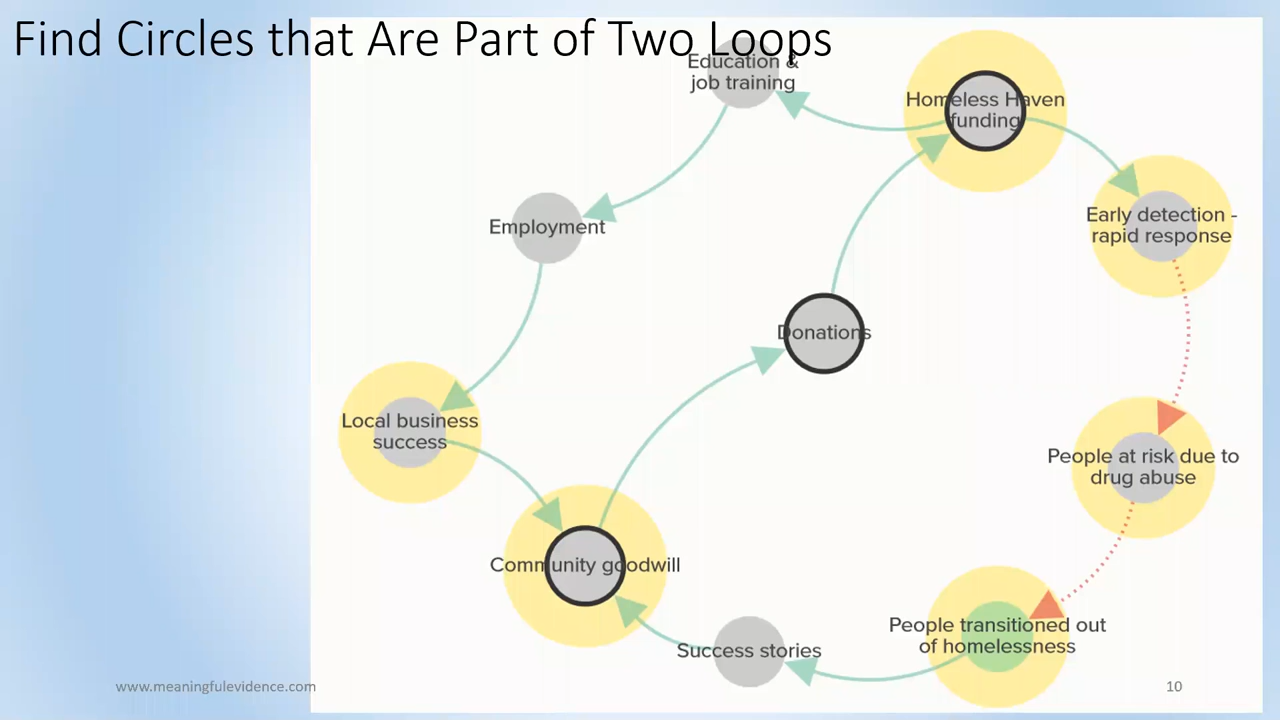 Find Circles that Are Part of Two Loops
Education &
job training
Homeless Haven
funding
Early detection -
rapid response
Employment
Donations
Local business
success
People at risk due to
drug abuse
Community goodwill
People transitioned out
of homelessness
Success stories
www.meaningfulevidence.com
10